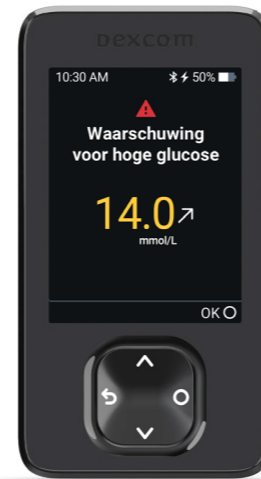 Dexcom
10:30 AM 50%
Waarschuwing
voor hoge glucose
14.0
mmol/L
OK